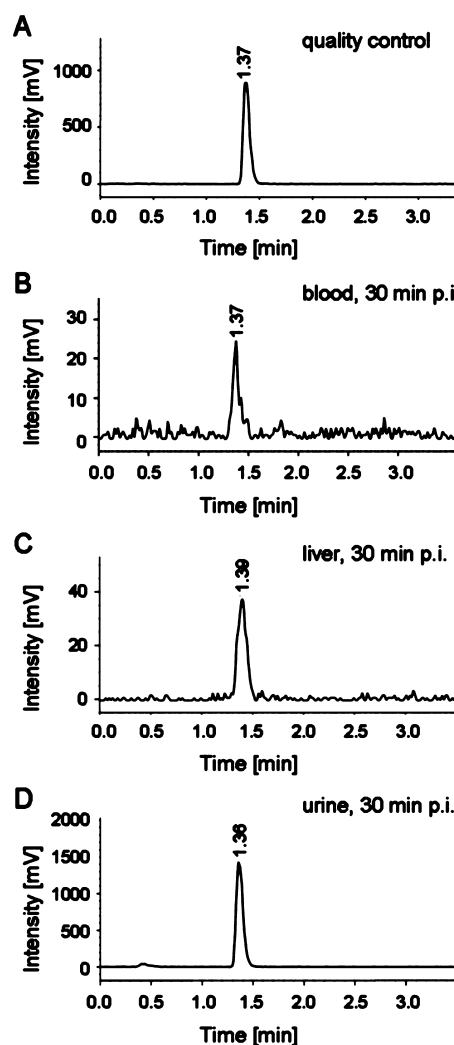 A
quality control
1.37
Intensity [mV]
1000
500
0
0.0 0.5 1.0 1.5 2.0 2.5 3.0
Time [min]
B
blood, 30 min p.i
1.37
Intensity [mV]
30
20
10
0
0.0 0.5 1.0 1.5 2.0 2.5 3.0
Time [min]
C
liver, 30 min p.i.
1.39
Intensity [mV]
40
20
0
0.0 0.5 1.0 1.5 2.0 2.5 3.0
Time [min]
D
urine, 30 min p.i.
1.36
Intensity [mV]
2000
1500
1000
500
0
0.0 0.5 1.0 1.5 2.0 2.5 3.0
Time [min]